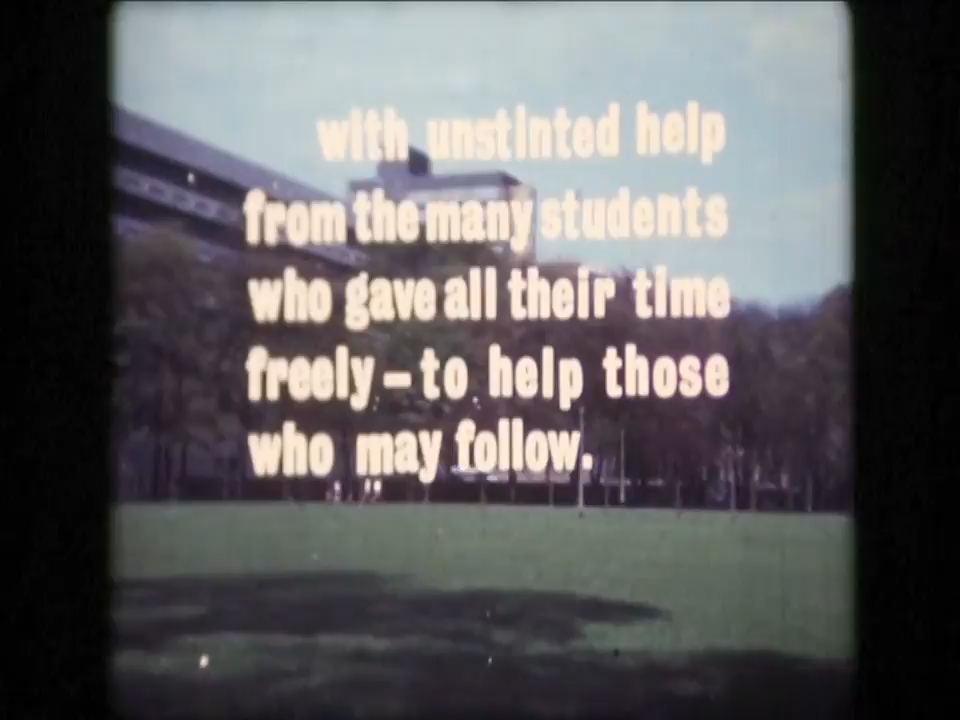 with unstinted help
from the many students
who gave all their time
freely – to help those
who may follow.